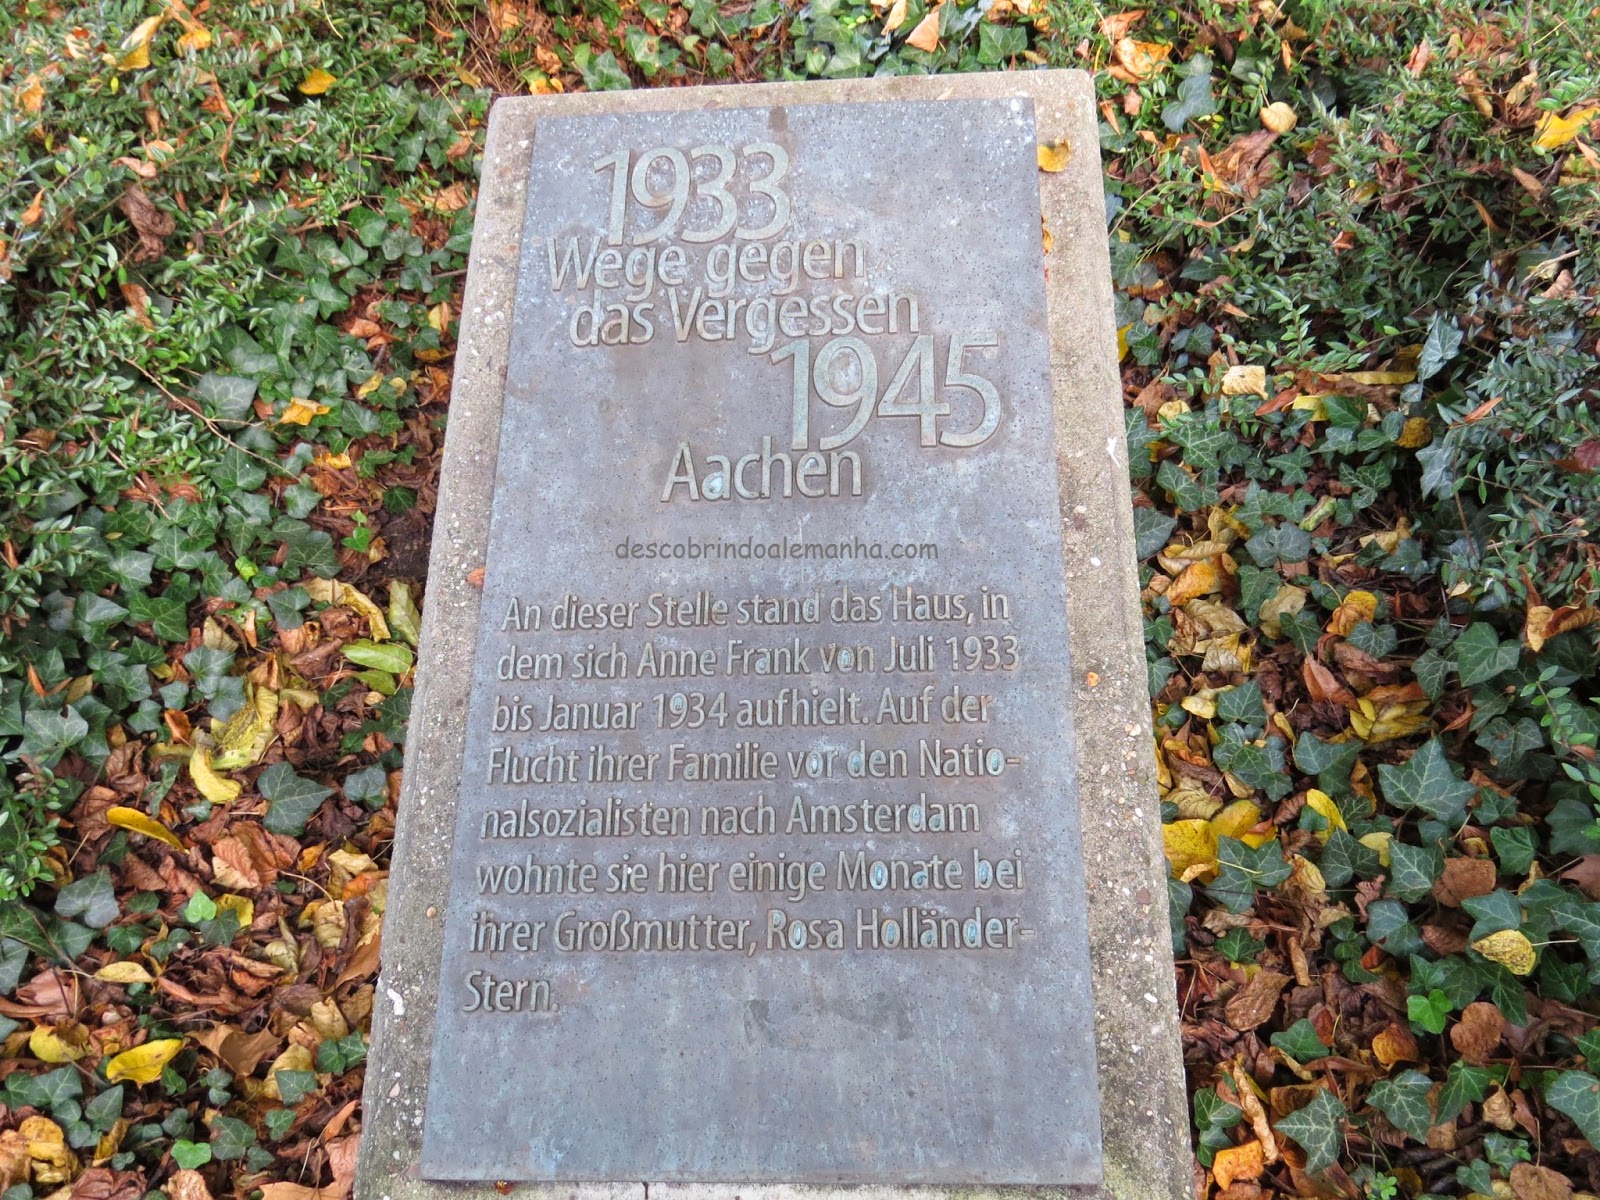 1933
Wege gegen
das Vergessen
1945
Aachen
descobrindoalemanha.com
An dieser Stelle stand das Haus, in
dem sich Anne Frank von Juli 1933
bis Januar 1934 aufhielt. Auf der
Flucht ihrer Familie vor den Natio-
nalsozialisten nach Amsterdam
wohnte sie hier einige Monate bei
ihrer Großmutter, Rosa Holländer-
Stern.